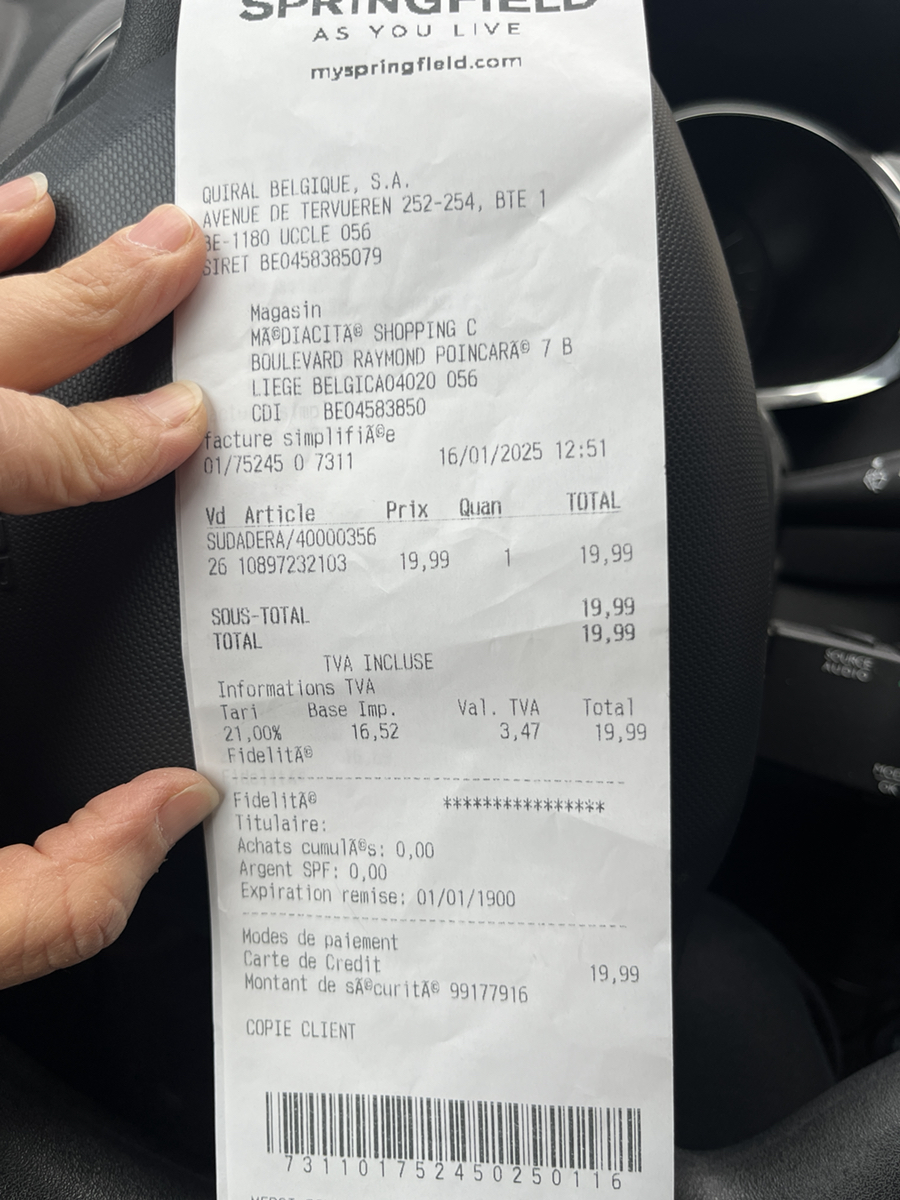 SPRINGFIELD
AS YOU LIVE
myspringfield.com
QUIRAL BELGIQUE, S.A.
AVENUE DE TERVUEREN 252-254, BTE 1
BE-1180 UCCLE 056
SIRET BE0458385079
Magasin
MÃ©DIACITÃ© SHOPPING C
BOULEVARD RAYMOND POINCARÃ© 7 B
LIEGE BELGICA04020 056
CDI BE04583850
facture simplifiÃ©e
01/75245 0 7311 16/01/2025 12:51
Vd Article Prix Quan TOTAL
SUDADERA/40000356
26 10897232103 19,99 1 19,99
SOUS-TOTAL 19,99
TOTAL 19,99
TVA INCLUSE
Informations TVA
Tari Base Imp. Val. TVA Total
21,00% 16,52 3,47 19,99
FidelitÃ©
FidelitÃ© ****************
Titulaire:
Achats cumulÃ©s: 0,00
Argent SPF: 0,00
Expiration remise: 01/01/1900
Modes de paiement
Carte de Credit 19,99
Montant de sÃ©curitÃ© 99177916
COPIE CLIENT
731101752450250116
SOURCE
AUDIO